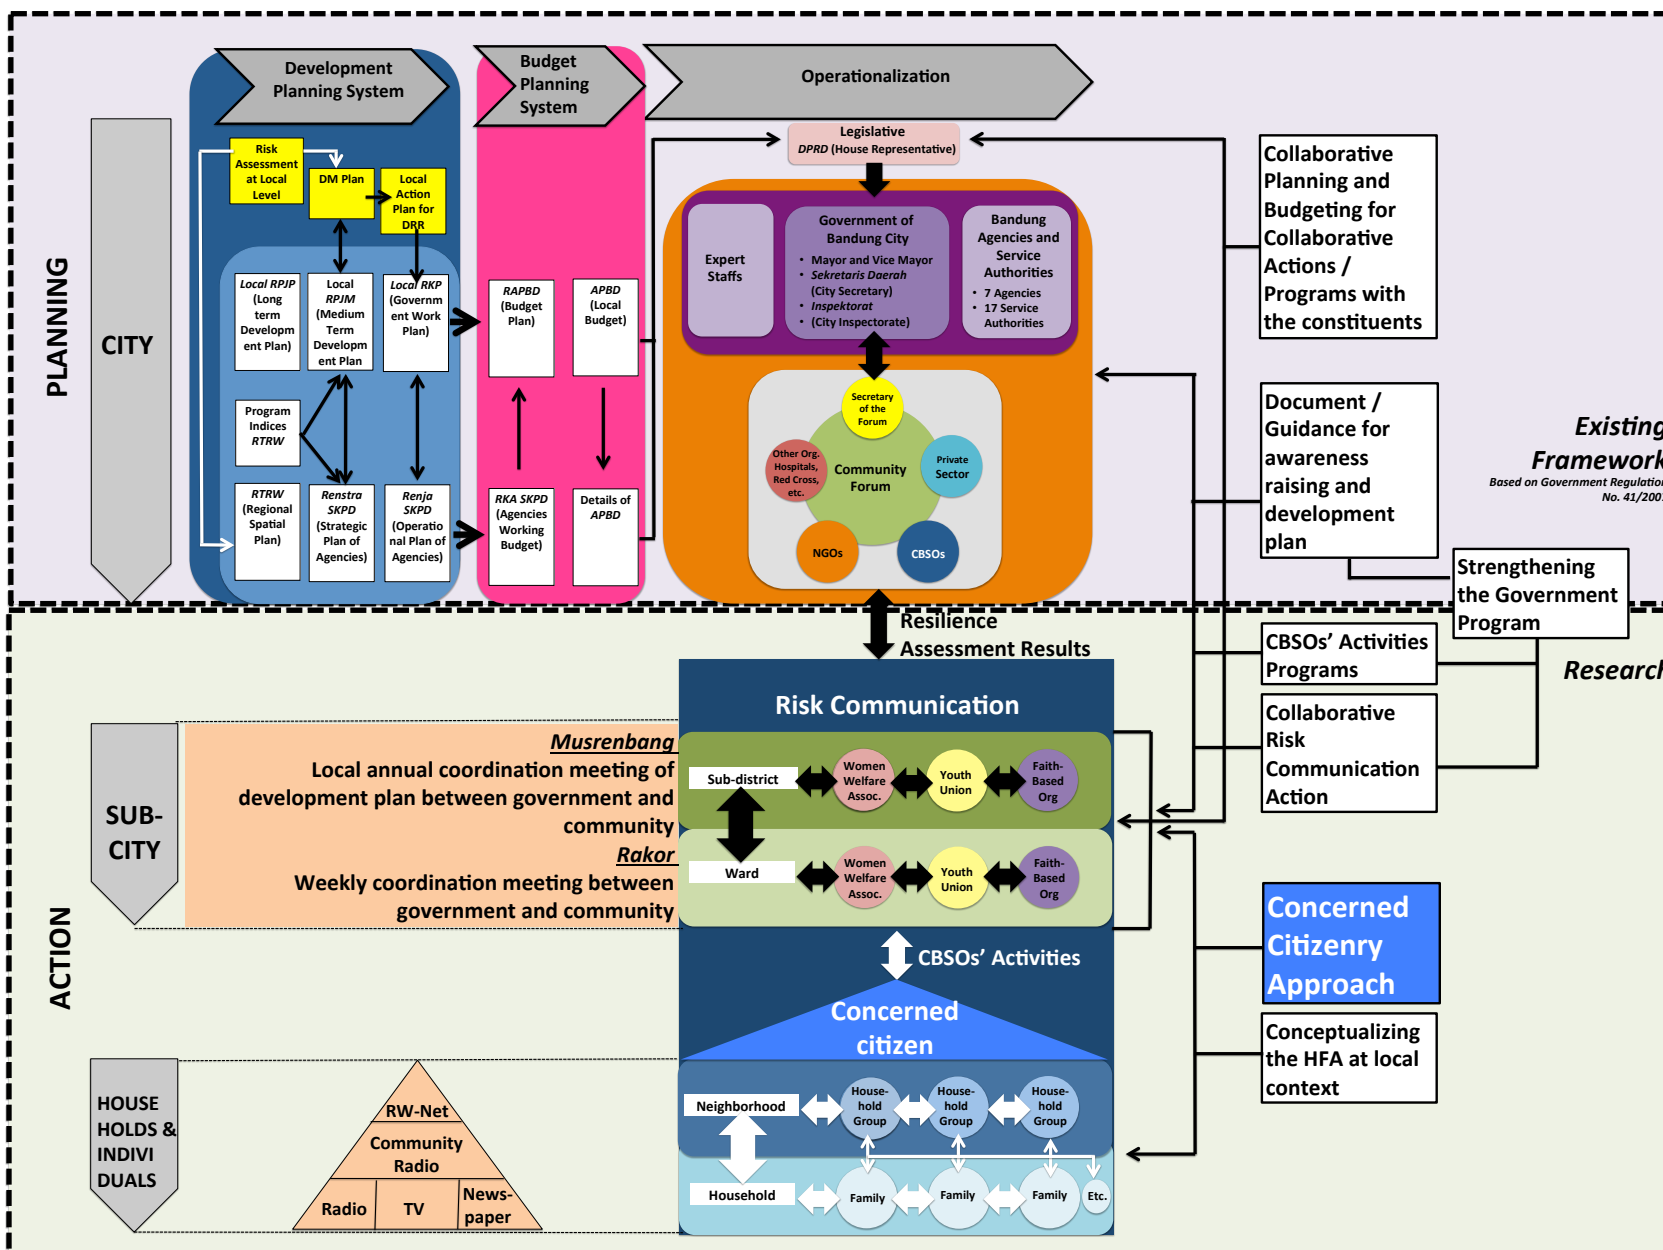 Development
Planning System
Budget
Planning
System
Operationalization
PLANNING
CITY
Risk
Assessment
at Local
Level
DM Plan
Local
Action
Plan for
DRR
Local RPJP
(Long
term
Developm
ent Plan)
Local
RPJM
(Medium
Term
Developm
ent Plan
Local RKP
(Governm
ent Work
Plan)
Program
Indices
RTRW
RTRW
(Regional
Spatial
Plan)
Renstra
SKPD
(Strategic
Plan of
Agencies)
Renja
SKPD
(Operatio
nal Plan of
Agencies)
RAPBD
(Budget
Plan)
APBD
(Local
Budget)
RKA SKPD
(Agencies
Working
Budget)
Details of
APBD
Legislative
DPRD (House Representative)
Expert
Staffs
Government of
Bandung City
• Mayor and Vice Mayor
• Sekretaris Daerah
(City Secretary)
• Inspektorat
• (City Inspectorate)
Bandung
Agencies and
Service
Authorities
• 7 Agencies
• 17 Service
Authorities
Secretary
of the
Forum
Other Org.
Hospitals,
Red Cross,
etc.
Community
Forum
Private
Sector
NGOs
CBSOs
Collaborative
Planning and
Budgeting for
Collaborative
Actions /
Programs with
the constituents
Document /
Guidance for
awareness
raising and
development
plan
Existing
Framework
Based on Government Regulation
No. 41/2007
Strengthening
the Government
Program
Resilience
Assessment Results
CBSOs’ Activities
Programs
Research
Collaborative
Risk
Communication
Action
ACTION
SUB-
CITY
Musrenbang
Local annual coordination meeting of
development plan between government and
community
Rakor
Weekly coordination meeting between
government and community
Risk Communication
Sub-district
Women
Welfare
Assoc.
Youth
Union
Faith-
Based
Org
Ward
Women
Welfare
Assoc.
Youth
Union
Faith-
Based
Org
CBSOs’ Activities
Concerned
citizen
Concerned
Citizenry
Approach
Conceptualizing
the HFA at local
context
HOUSE
HOLDS &
INDIVI
DUALS
RW-Net
Community
Radio
Radio
TV
News-
paper
Neighborhood
House-
hold
Group
House-
hold
Group
House-
hold
Group
Household
Family
Family
Family
Etc.